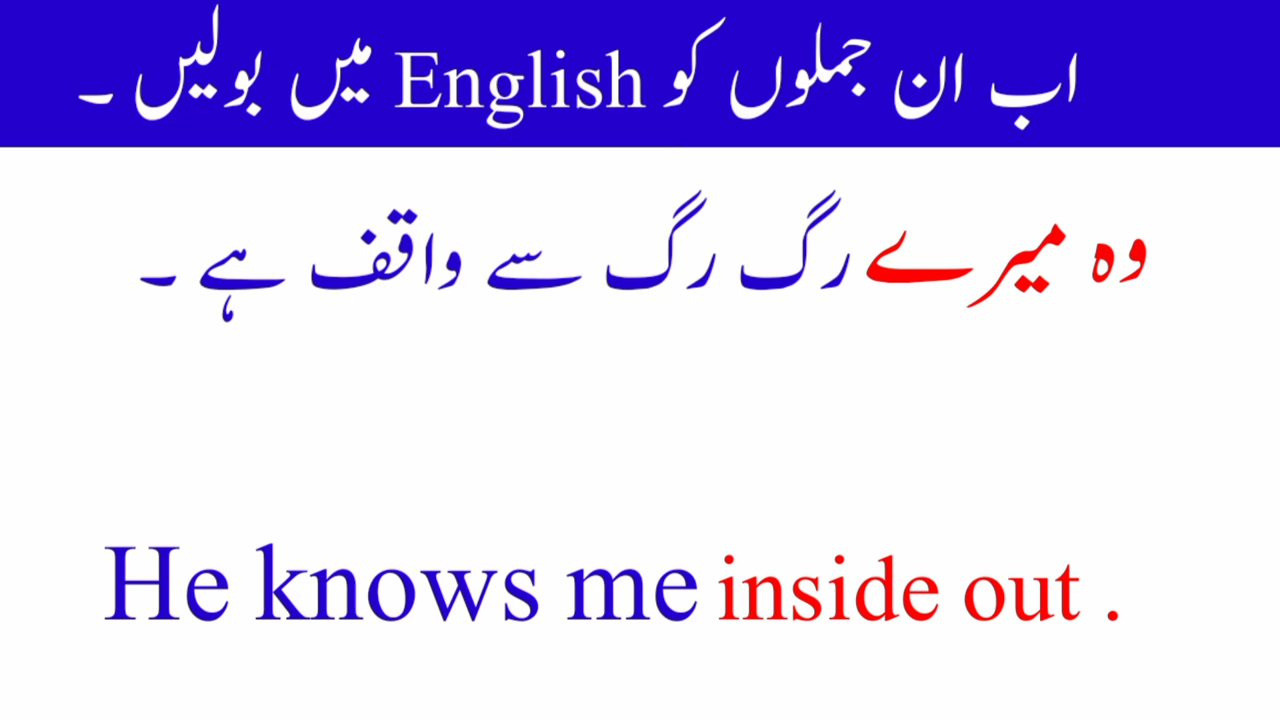 اب ان جملوں کو English میں بولیں ۔
وہ میرے رگ رگ سے واقف ہے ۔
He knows me inside out .